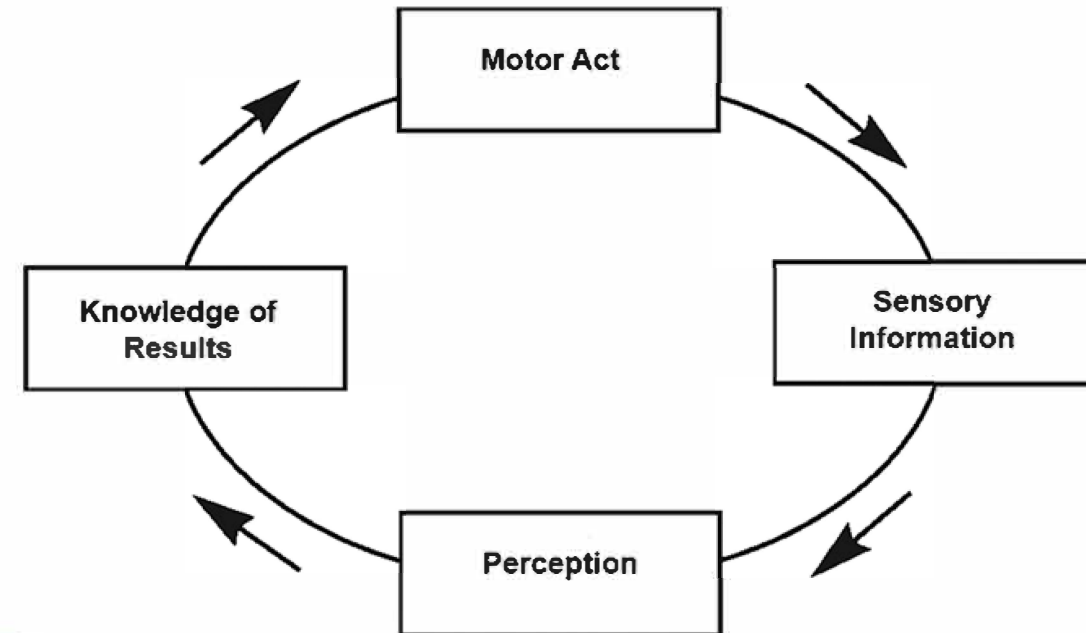 Motor Act
Knowledge of
Results
Sensory
Information
Perception